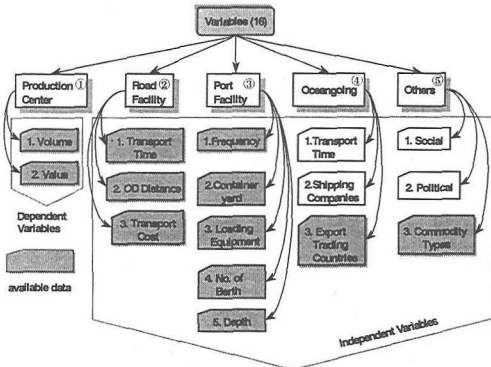 Variables (16)
Production ①
Center
Road ②
Facility
Port ③
Facility
④
Oceangoing
⑤
Others
1. Volume
2. Value
Dependent
Variables
available data
1. Transport
Time
2. OD Distance
3. Transport
Cost
1.Frequency
2.Container
yard
3. Loading
Equipment
4. No. of
Berth
5. Depth
1.Transport
Time
2.Shipping
Companies
3. Export
Trading
Countries
1. Social
2. Political
3. Commodity
Types
Independent Variables